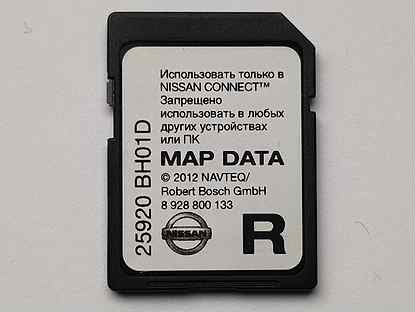 Использовать только в
NISSAN CONNECT™
Запрещено
использовать в любых
других устройствах
или ПК
MAP DATA
© 2012 NAVTEQ/
Robert Bosch GmbH
8 928 800 133
NISSAN
R
25920 BH01D